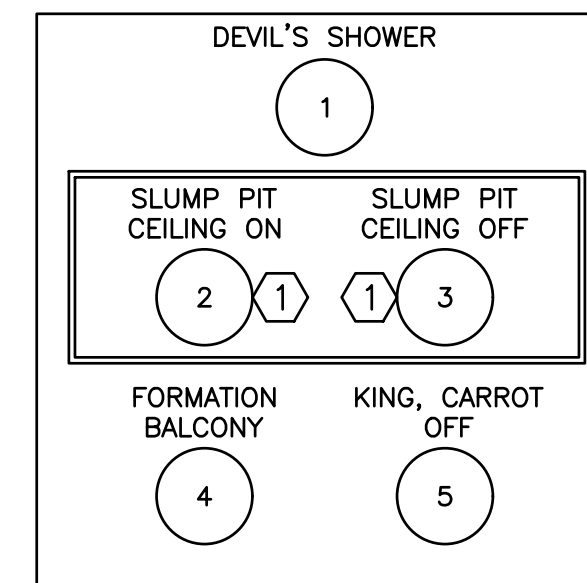 DEVIL'S SHOWER
1
SLUMP PIT
CEILING ON
SLUMP PIT
CEILING OFF
2
1
1
3
FORMATION
BALCONY
KING, CARROT
OFF
4
5